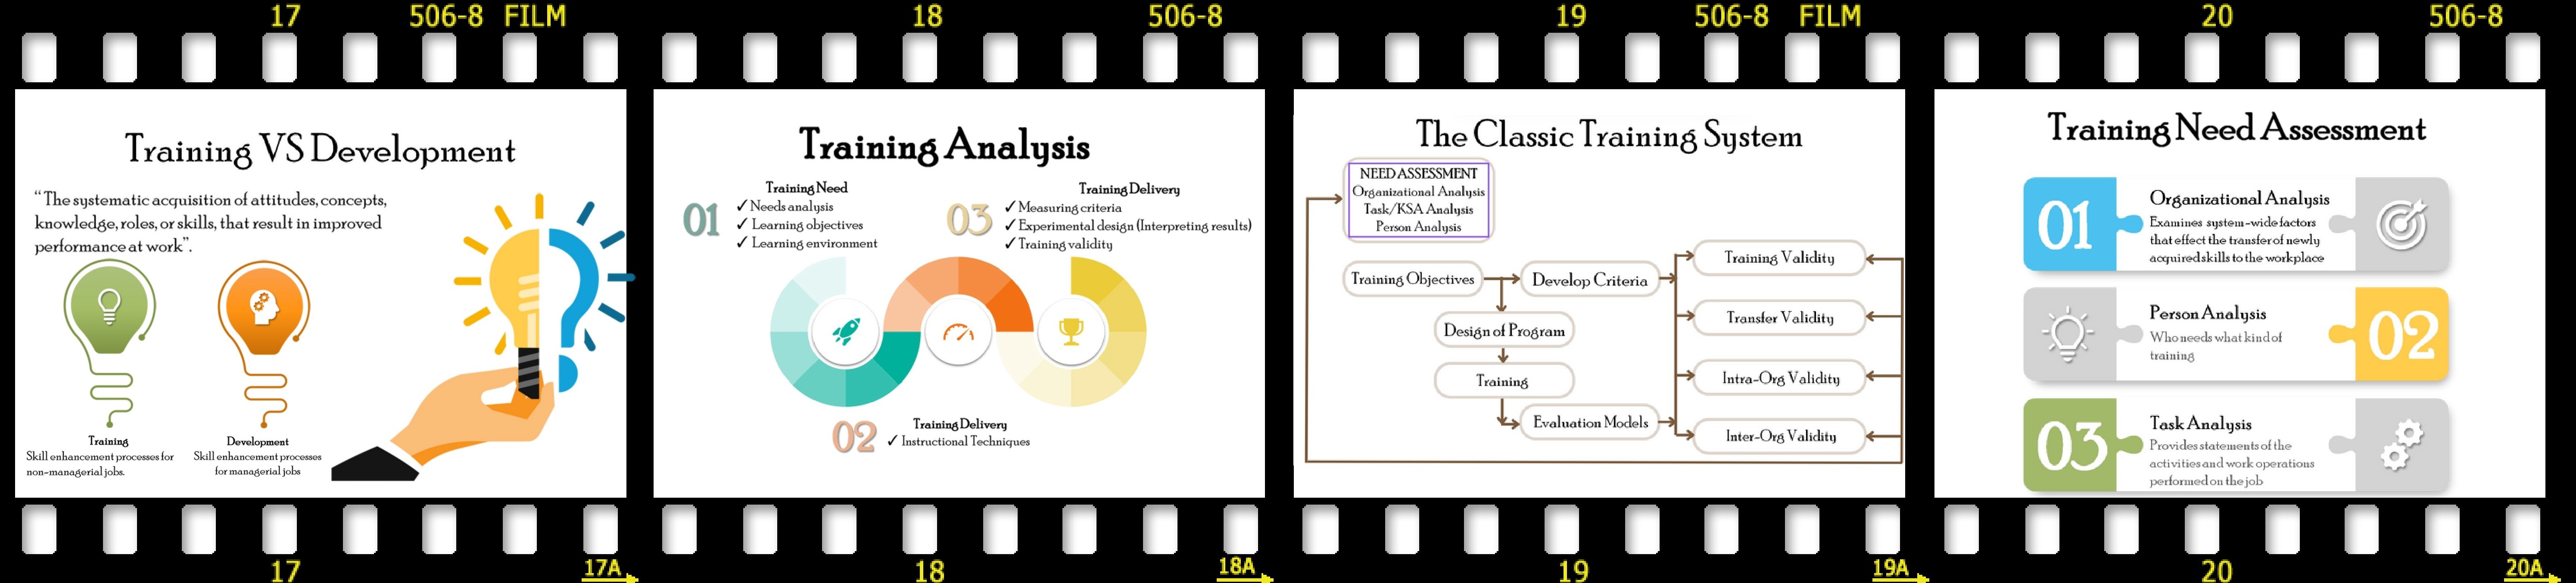 17 506-8 FILM 18 506-8 19 506-8 FILM 20 506-8
Training VS Development
“The systematic acquisition of attitudes, concepts,
knowledge, roles, or skills, that result in improved
performance at work”.
Training
Skill enhancement processes for
non-managerial jobs.
Development
Skill enhancement processes
for managerial jobs
Training Analysis
01
Training Need
✓ Needs analysis
✓ Learning objectives
✓ Learning environment
03
Training Delivery
✓ Measuring criteria
✓ Experimental design (Interpreting results)
✓ Training validity
02
Training Delivery
✓ Instructional Techniques
The Classic Training System
NEED ASSESSMENT
Organizational Analysis
Task/KSA Analysis
Person Analysis
Training Objectives
Develop Criteria
Design of Program
Training
Evaluation Models
Training Validity
Transfer Validity
Intra-Org Validity
Inter-Org Validity
Training Need Assessment
01
Organizational Analysis
Examines system-wide factors
that effect the transfer of newly
acquired skills to the workplace
Person Analysis
Who needs what kind of
training
02
03
Task Analysis
Provides statements of the
activities and work operations
performed on the job
17 17A 18 18A 19 19A 20 20A